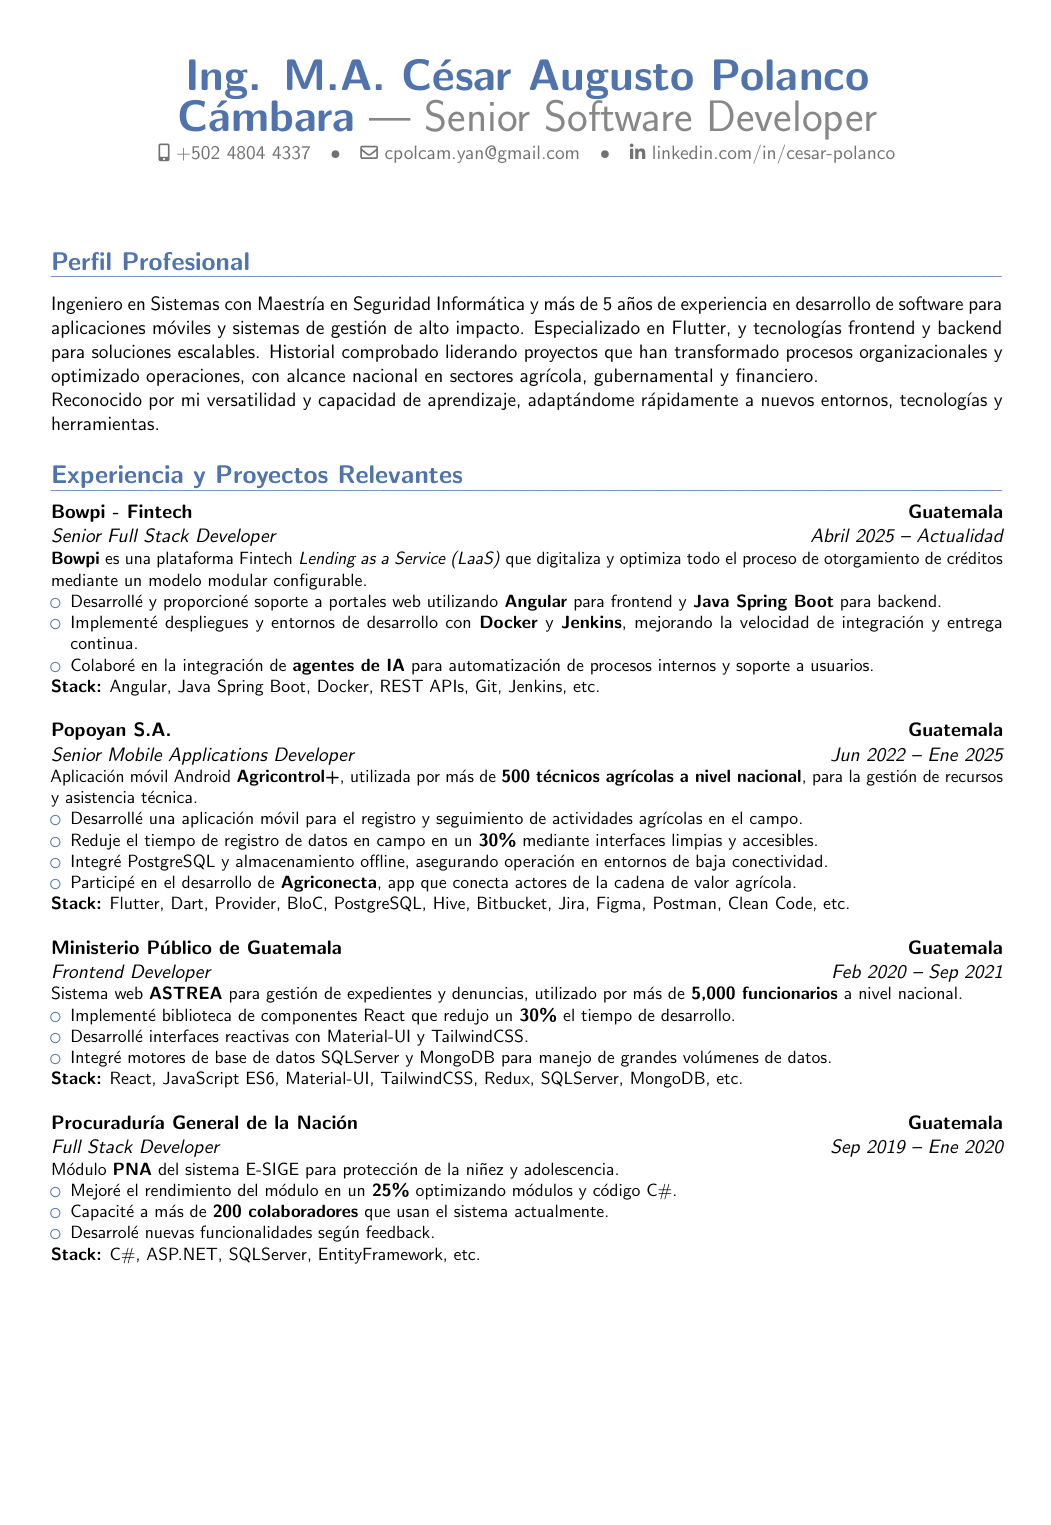 Ing. M.A. César Augusto Polanco
Cámbara — Senior Software Developer
+502 4804 4337 • cpolcam.yan@gmail.com • linkedin.com/in/cesar-polanco
Perfil Profesional
Ingeniero en Sistemas con Maestría en Seguridad Informática y más de 5 años de experiencia en desarrollo de software para
aplicaciones móviles y sistemas de gestión de alto impacto. Especializado en Flutter, y tecnologías frontend y backend
para soluciones escalables. Historial comprobado liderando proyectos que han transformado procesos organizacionales y
optimizado operaciones, con alcance nacional en sectores agrícola, gubernamental y financiero.
Reconocido por mi versatilidad y capacidad de aprendizaje, adaptándome rápidamente a nuevos entornos, tecnologías y
herramientas.
Experiencia y Proyectos Relevantes
Bowpi - Fintech Guatemala
Senior Full Stack Developer Abril 2025 – Actualidad
Bowpi es una plataforma Fintech Lending as a Service (LaaS) que digitaliza y optimiza todo el proceso de otorgamiento de créditos
mediante un modelo modular configurable.
○ Desarrollé y proporcioné soporte a portales web utilizando Angular para frontend y Java Spring Boot para backend.
○ Implementé despliegues y entornos de desarrollo con Docker y Jenkins, mejorando la velocidad de integración y entrega
continua.
○ Colaboré en la integración de agentes de IA para automatización de procesos internos y soporte a usuarios.
Stack: Angular, Java Spring Boot, Docker, REST APIs, Git, Jenkins, etc.
Popoyan S.A. Guatemala
Senior Mobile Applications Developer Jun 2022 – Ene 2025
Aplicación móvil Android Agricontrol+, utilizada por más de 500 técnicos agrícolas a nivel nacional, para la gestión de recursos
y asistencia técnica.
○ Desarrollé una aplicación móvil para el registro y seguimiento de actividades agrícolas en el campo.
○ Reduje el tiempo de registro de datos en campo en un 30% mediante interfaces limpias y accesibles.
○ Integré PostgreSQL y almacenamiento offline, asegurando operación en entornos de baja conectividad.
○ Participé en el desarrollo de Agriconecta, app que conecta actores de la cadena de valor agrícola.
Stack: Flutter, Dart, Provider, BloC, PostgreSQL, Hive, Bitbucket, Jira, Figma, Postman, Clean Code, etc.
Ministerio Público de Guatemala Guatemala
Frontend Developer Feb 2020 – Sep 2021
Sistema web ASTREA para gestión de expedientes y denuncias, utilizado por más de 5,000 funcionarios a nivel nacional.
○ Implementé biblioteca de componentes React que redujo un 30% el tiempo de desarrollo.
○ Desarrollé interfaces reactivas con Material-UI y TailwindCSS.
○ Integré motores de base de datos SQLServer y MongoDB para manejo de grandes volúmenes de datos.
Stack: React, JavaScript ES6, Material-UI, TailwindCSS, Redux, SQLServer, MongoDB, etc.
Procuraduría General de la Nación Guatemala
Full Stack Developer Sep 2019 – Ene 2020
Módulo PNA del sistema E-SIGE para protección de la niñez y adolescencia.
○ Mejoré el rendimiento del módulo en un 25% optimizando módulos y código C#.
○ Capacité a más de 200 colaboradores que usan el sistema actualmente.
○ Desarrolé nuevas funcionalidades según feedback.
Stack: C#, ASP.NET, SQLServer, EntityFramework, etc.